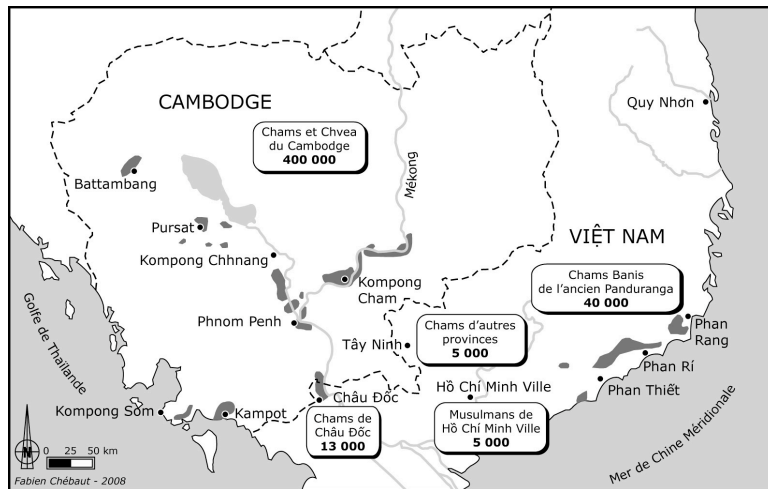 CAMBODGE
Chams et Chvea
du Cambodge
400 000
Mékong
Quy Nhơn
Battambang
Pursat
Kompong Chhnang
Kompong
Cham
Phnom Penh
VIỆT NAM
Chams Banis
de l'ancien Panduranga
40 000
Phan
Rang
Phan Rí
Phan Thiết
Tây Ninh
Chams d'autres
provinces
5 000
Hồ Chí Minh Ville
Musulmans de
Hồ Chí Minh Ville
5 000
Châu Đốc
Chams de
Châu Đốc
13 000
Golfe de Thaïlande
Kompong Som
Kampot
Mer de Chine Méridionale
N
0 25 50 km
Fabien Chébaut - 2008